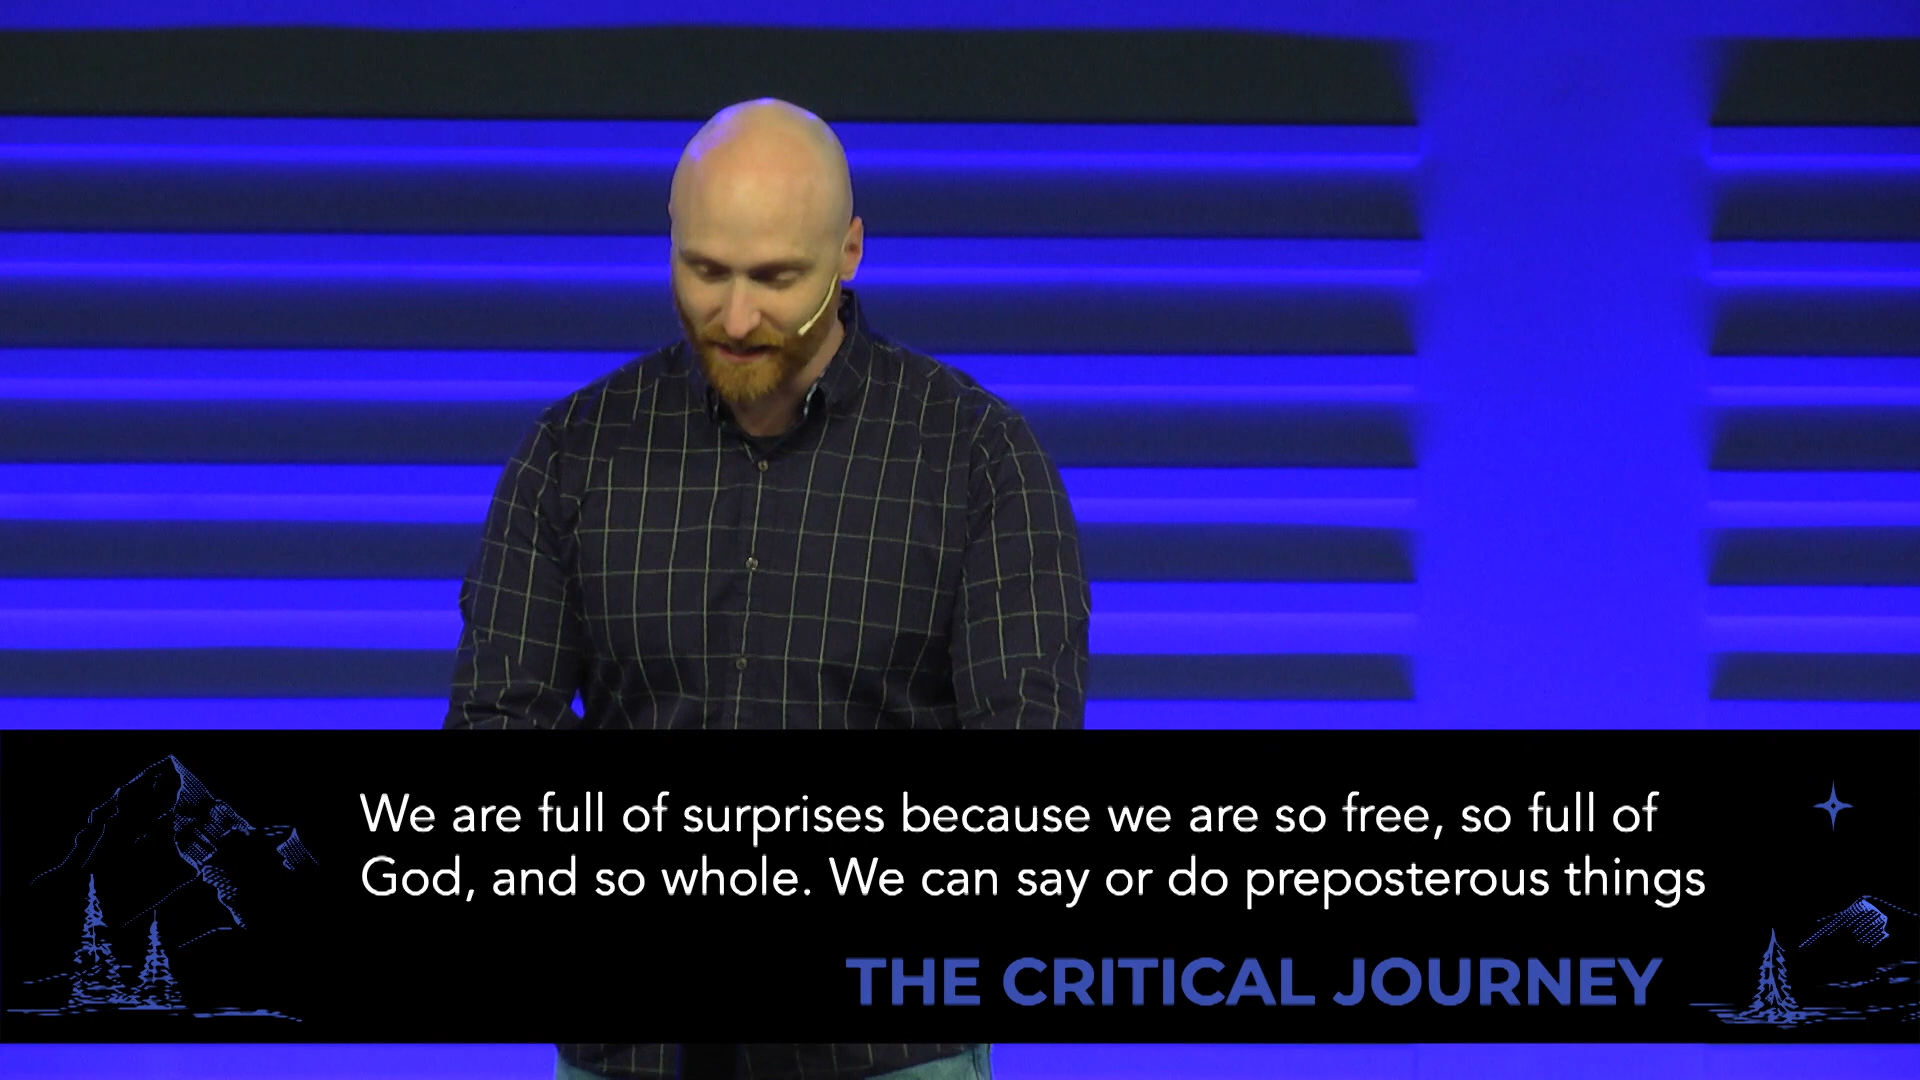 We are full of surprises because we are so free, so full of
God, and so whole. We can say or do preposterous things
THE CRITICAL JOURNEY